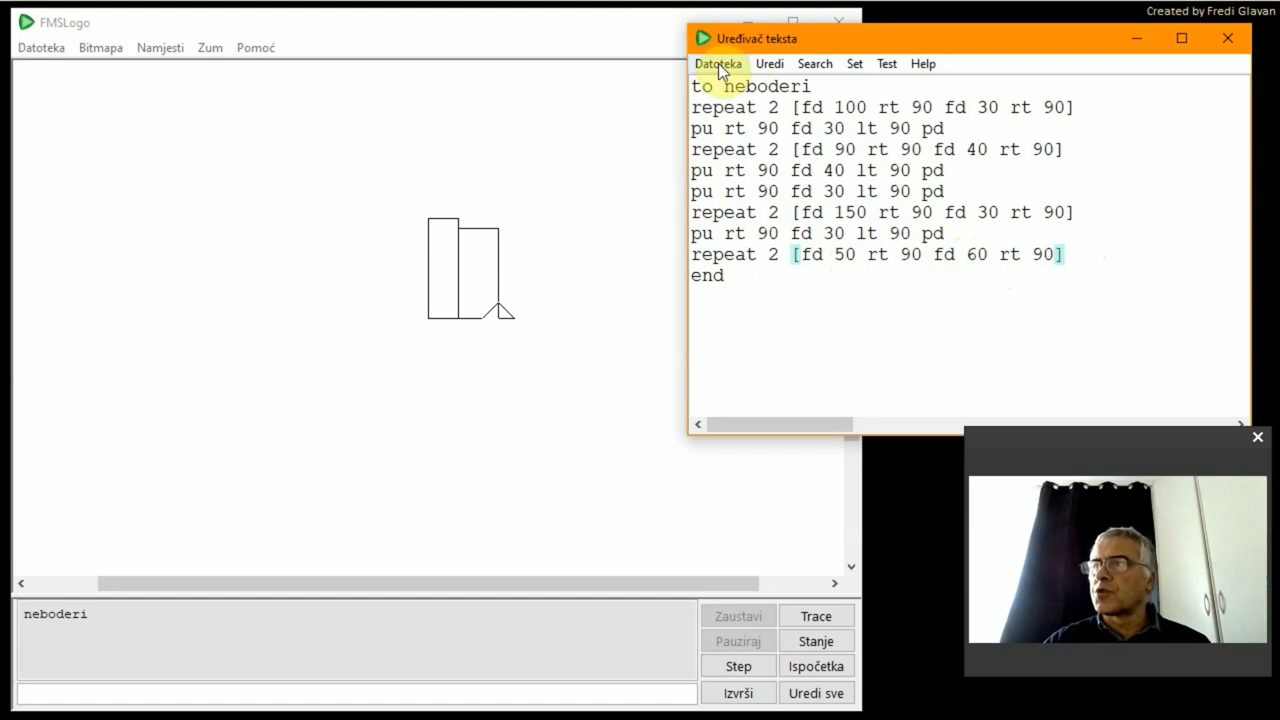 Created by Fredi Glavan
FMSLogo
Datoteka Bitmapa Namjesti Zum Pomoć
Uređivač teksta
Datoteka Uredi Search Set Test Help
to neboderi
repeat 2 [fd 100 rt 90 fd 30 rt 90]
pu rt 90 fd 30 lt 90 pd
repeat 2 [fd 90 rt 90 fd 40 rt 90]
pu rt 90 fd 40 lt 90 pd
pu rt 90 fd 30 lt 90 pd
repeat 2 [fd 150 rt 90 fd 30 rt 90]
pu rt 90 fd 30 lt 90 pd
repeat 2 [fd 50 rt 90 fd 60 rt 90]
end
neboderi
Zaustavi Trace
Pauziraj Stanje
Step Ispočetka
Izvrši Uredi sve